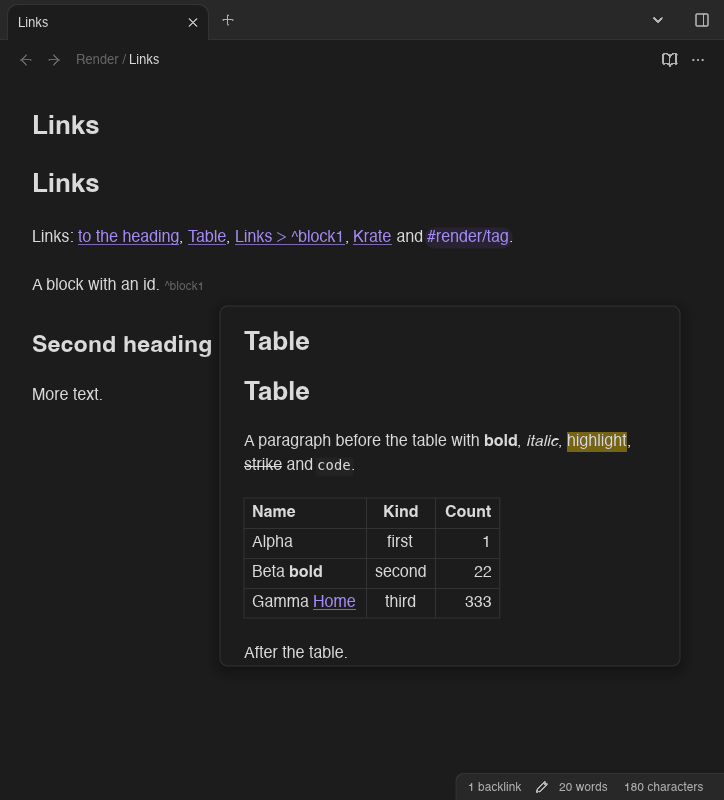 Links
Render / Links
Links
Links
Links: to the heading, Table, Links > ^block1, Krate and #render/tag.
A block with an id. ^block1
Second heading
More text.
Table
Table
A paragraph before the table with bold, italic, highlight,
strike and code.
Name Kind Count
Alpha first 1
Beta bold second 22
Gamma Home third 333
After the table.
1 backlink 20 words 180 characters